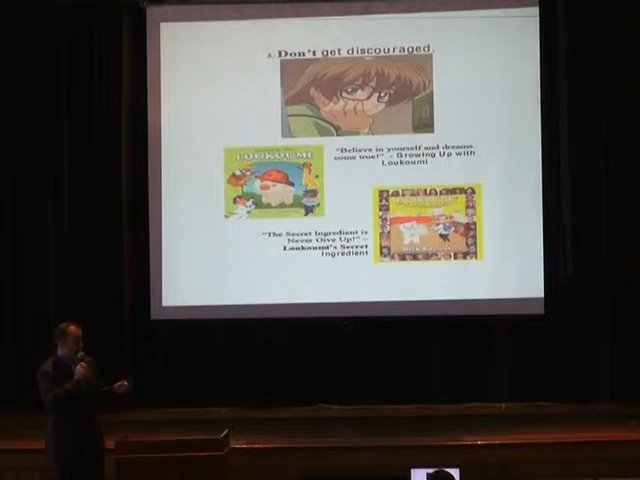 3. Don't get discouraged.
LOUKOUMI
"Believe in yourself and dreams
come true!" - Growing Up with
Loukoumi
"The Secret Ingredient is
Never Give Up!" –
Loukoumi's Secret
Ingredient